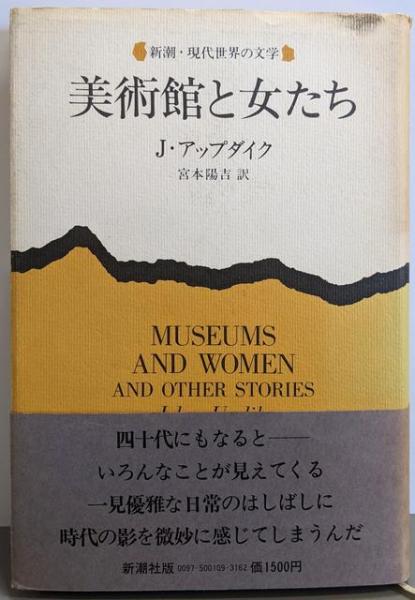 新潮・現代世界の文学
美術館と女たち
J・アップダイク
宮本陽吉 訳
MUSEUMS
AND WOMEN
AND OTHER STORIES
四十代にもなると――
いろんなことが見えてくる
一見優雅な日常のはしばしに
時代の影を微妙に感じてしまうんだ
新潮社版 0097-500109-3162 価1500円